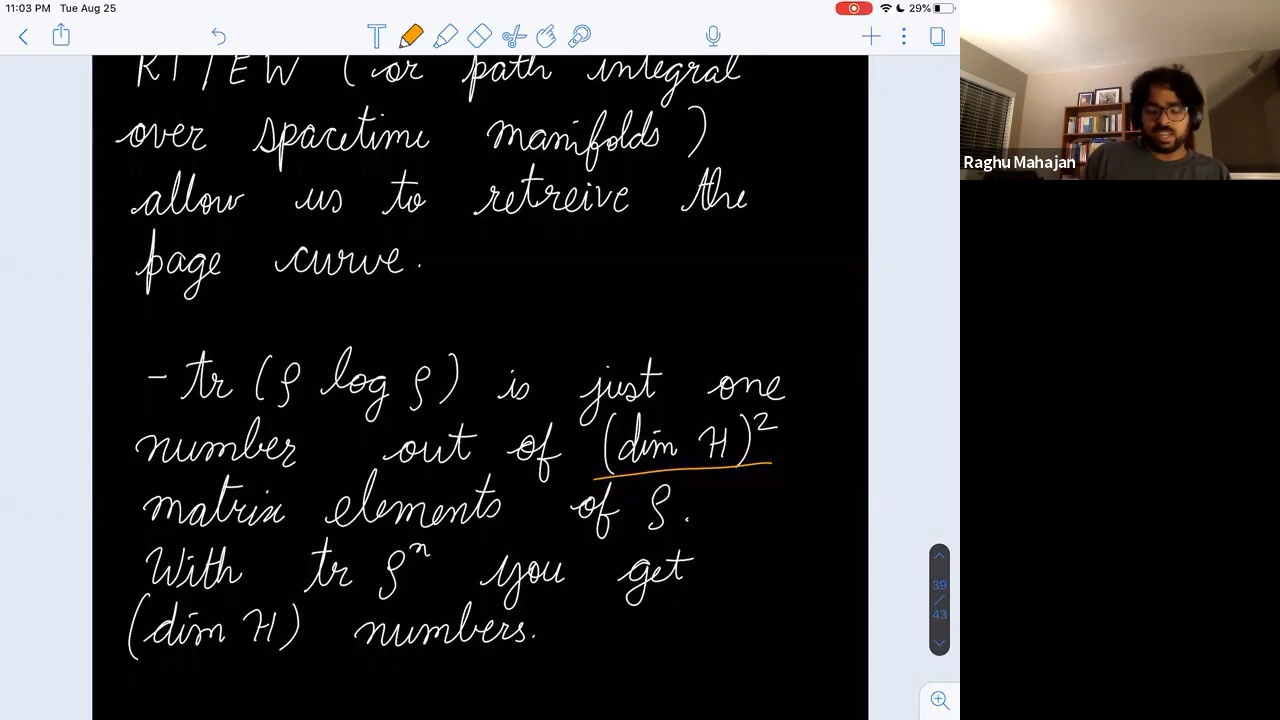 11:03 PM Tue Aug 25
29%
RT/EW (or path integral
over spacetime manifolds)
allow us to retreive the
page curve.
- tr (ρ log ρ) is just one
number out of (dim H)²
matrix elements of ρ.
With tr ρⁿ you get
(dim H) numbers.
39
/
43
Raghu Mahajan